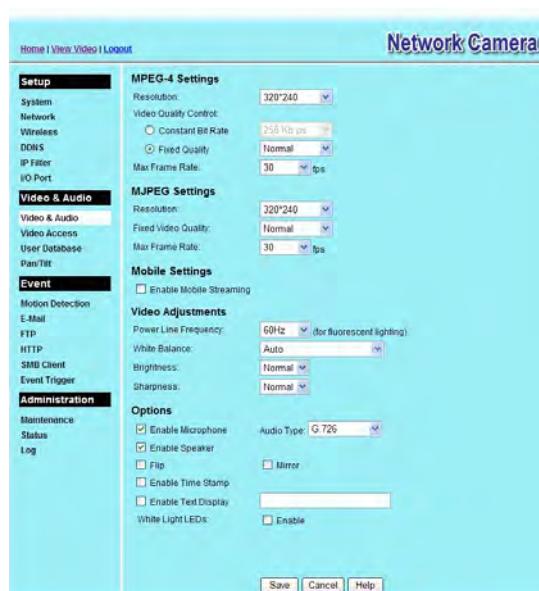 Home | View Video | Logout
Network Camera
Setup
System
Network
Wireless
DDNS
IP Filter
I/O Port
Video & Audio
Video & Audio
Video Access
User Database
Pan/Tilt
Event
Motion Detection
E-Mail
FTP
HTTP
SMB Client
Event Trigger
Administration
Maintenance
Status
Log
MPEG-4 Settings
Resolution: 320*240
Video Quality Control:
Constant Bit Rate 256 Kbps
Fixed Quality Normal
Max Frame Rate: 30 fps
MJPEG Settings
Resolution: 320*240
Fixed Video Quality: Normal
Max Frame Rate: 30 fps
Mobile Settings
Enable Mobile Streaming
Video Adjustments
Power Line Frequency: 60Hz (for fluorescent lighting)
White Balance: Auto
Brightness: Normal
Sharpness: Normal
Options
Enable Microphone Audio Type: G.726
Enable Speaker
Flip Mirror
Enable Time Stamp
Enable Text Display
White Light LEDs: Enable
Save Cancel Help